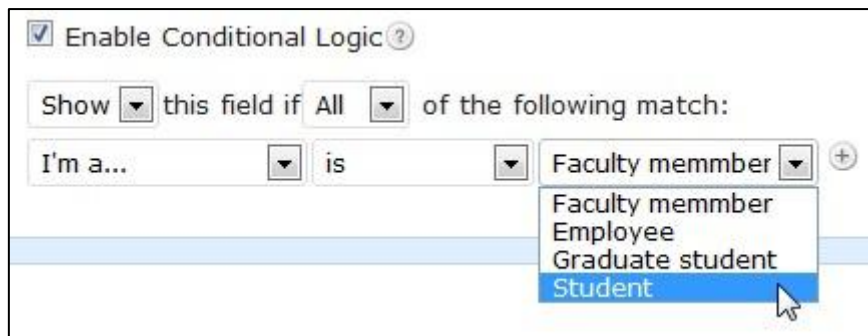 Enable Conditional Logic ?
Show this field if All of the following match:
I'm a... is Faculty memmber +
Faculty memmber
Employee
Graduate student
Student